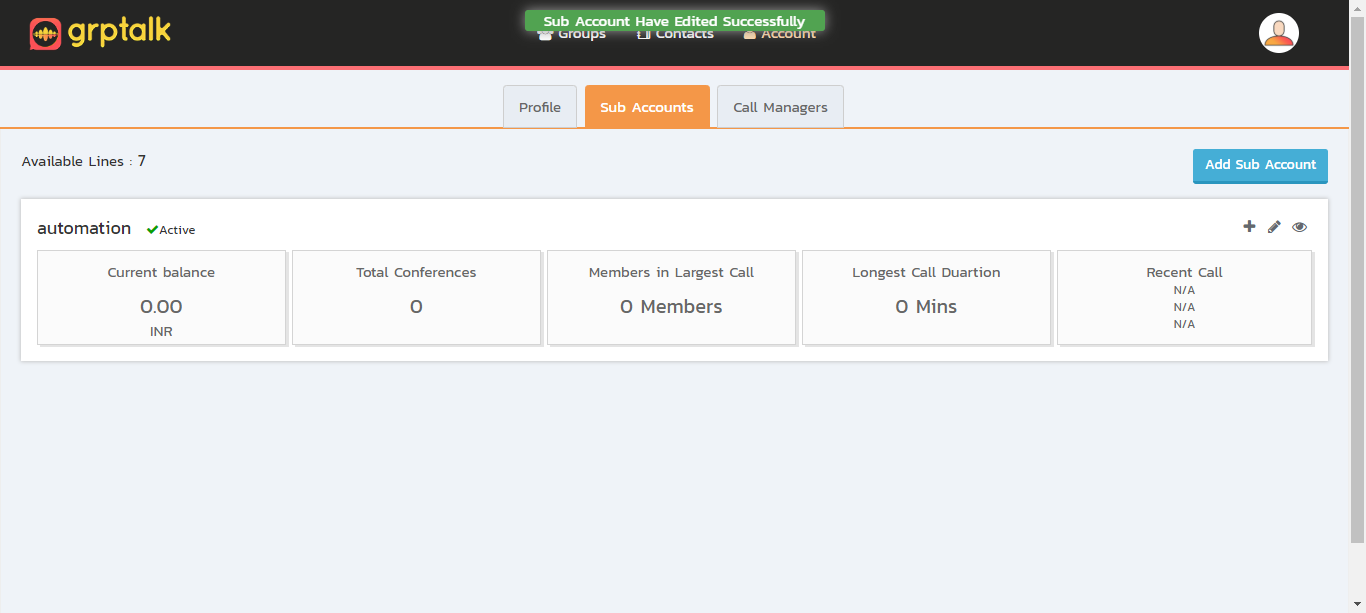 grptalk
Sub Account Have Edited Successfully
Groups Contacts Account
Profile Sub Accounts Call Managers
Available Lines : 7
Add Sub Account
automation Active
Current balance
0.00
INR
Total Conferences
0
Members in Largest Call
0 Members
Longest Call Duartion
0 Mins
Recent Call
N/A
N/A
N/A